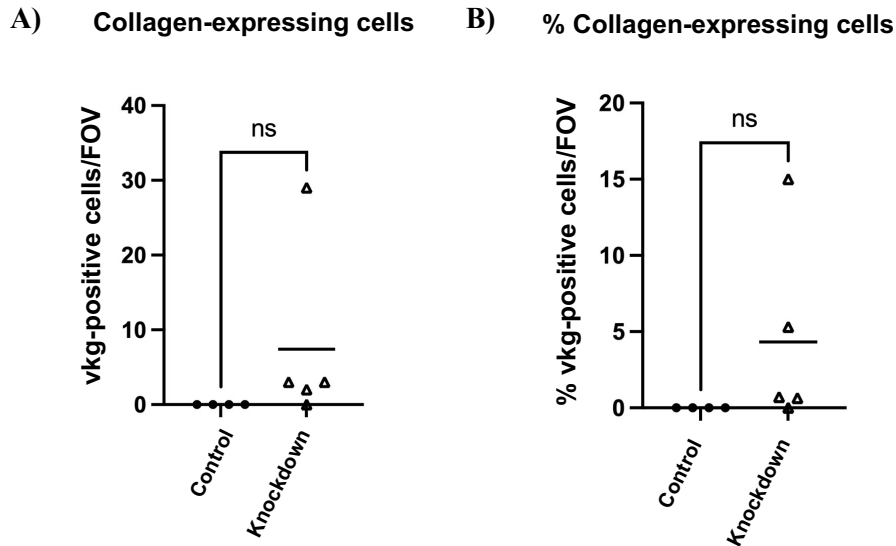 A) Collagen-expressing cells
vkg-positive cells/FOV
40
30
20
10
0
ns
Control
Knockdown
B) % Collagen-expressing cells
% vkg-positive cells/FOV
20
15
10
5
0
ns
Control
Knockdown